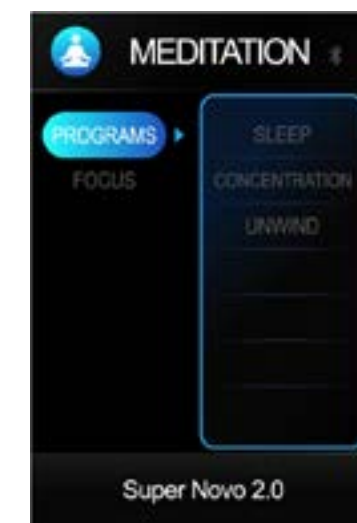 MEDITATION
PROGRAMS
FOCUS
SLEEP
CONCENTRATION
UNWIND
Super Novo 2.0